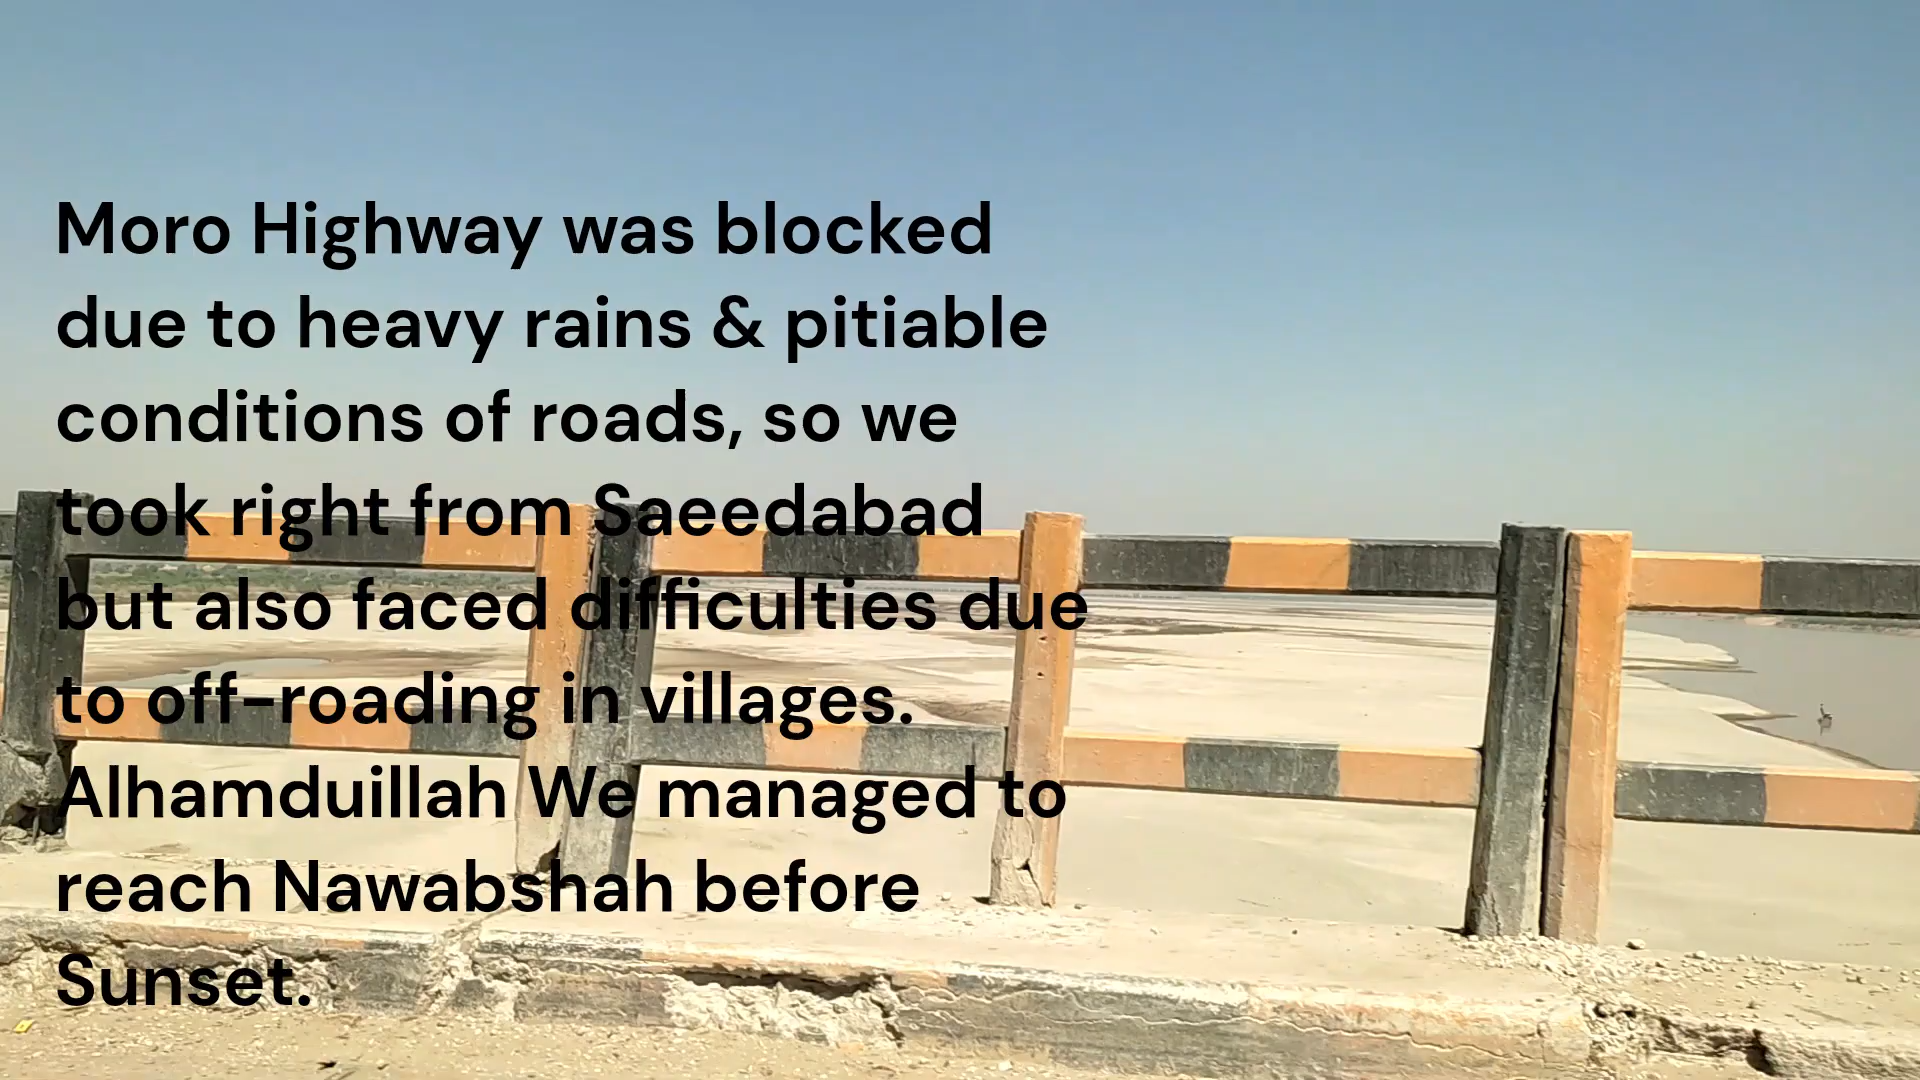 Moro Highway was blocked
due to heavy rains & pitiable
conditions of roads, so we
took right from Saeedabad
but also faced difficulties due
to off-roading in villages.
Alhamduillah We managed to
reach Nawabshah before
Sunset.